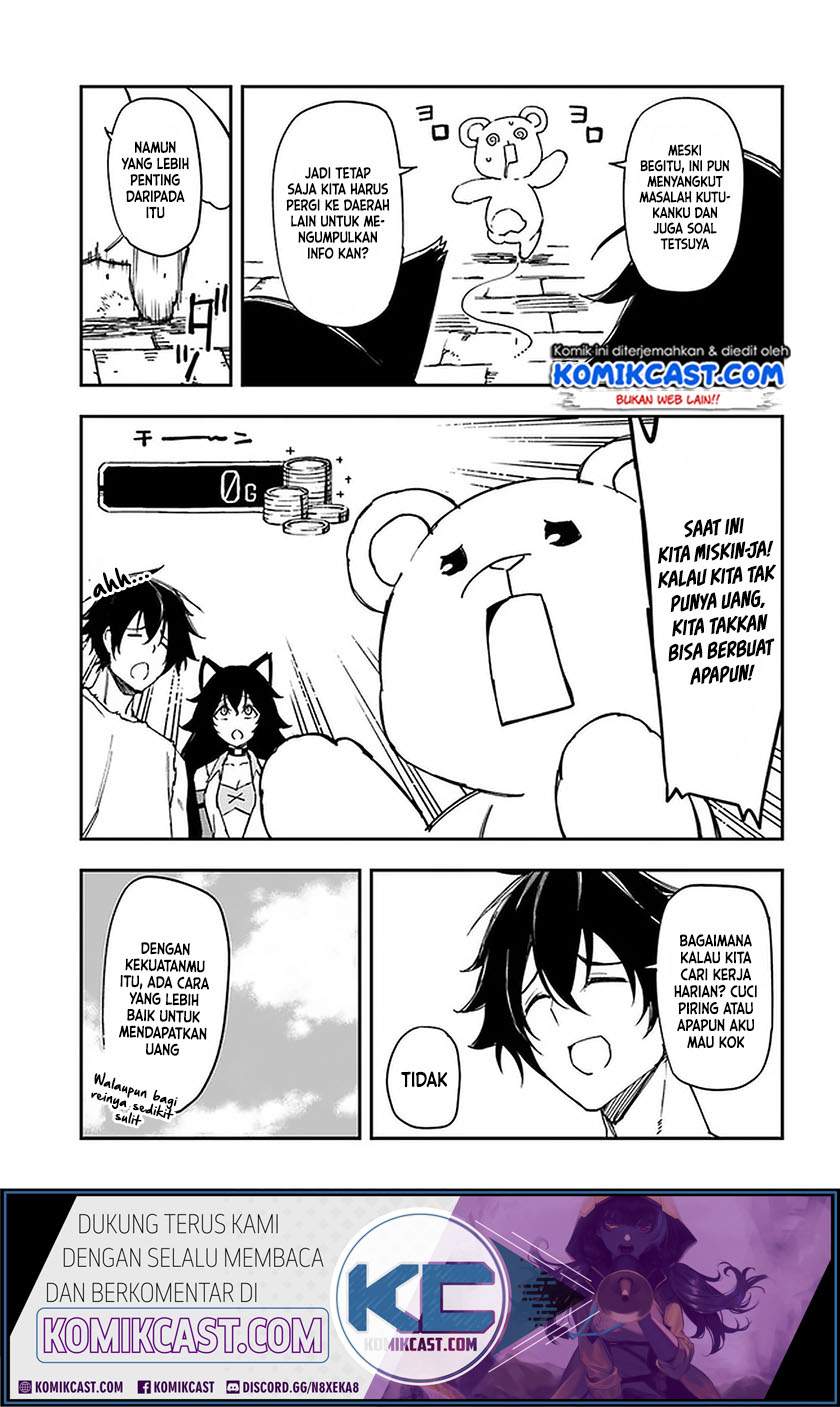 MESKI
BEGITU, INI PUN
MENYANGKUT
MASALAH KUTU-
KANKU DAN
JUGA SOAL
TETSUYA
ヨロ
ヨロ
JADI TETAP
SAJA KITA HARUS
PERGI KE DAERAH
LAIN UNTUK ME-
NGUMPULKAN
INFO KAN?
NAMUN
YANG LEBIH
PENTING
DARIPADA
ITU
Komik ini diterjemahkan & diedit oleh
KOMIKCAST.COM
BUKAN WEB LAIN!!
チーーン
0G
SAAT INI
KITA MISKIN-JA!
KALAU KITA TAK
PUNYA UANG,
KITA TAKKAN
BISA BERBUAT
APAPUN!
ahh...
BAGAIMANA
KALAU KITA
CARI KERJA
HARIAN? CUCI
PIRING ATAU
APAPUN AKU
MAU KOK
TIDAK
DENGAN
KEKUATANMU
ITU, ADA CARA
YANG LEBIH
BAIK UNTUK
MENDAPATKAN
UANG
Walaupun bagi
reinya sedikit
sulit
DUKUNG TERUS KAMI
DENGAN SELALU MEMBACA
DAN BERKOMENTAR DI
KOMIKCAST.COM
KC
KOMIKCAST.COM
KOMIKCASTCOM
KOMIKCAST
DISCORD.GG/N8XEKA8